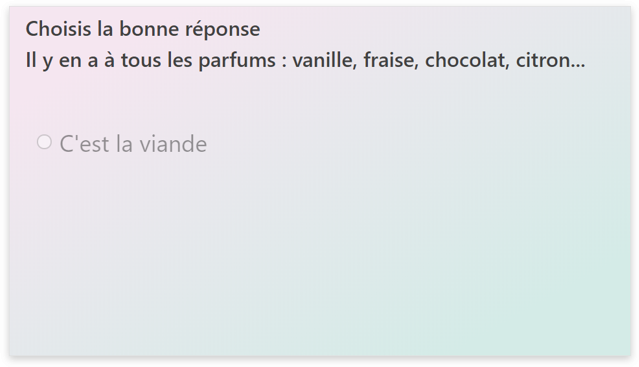 Choisis la bonne réponse
Il y en a à tous les parfums : vanille, fraise, chocolat, citron...
C'est la viande